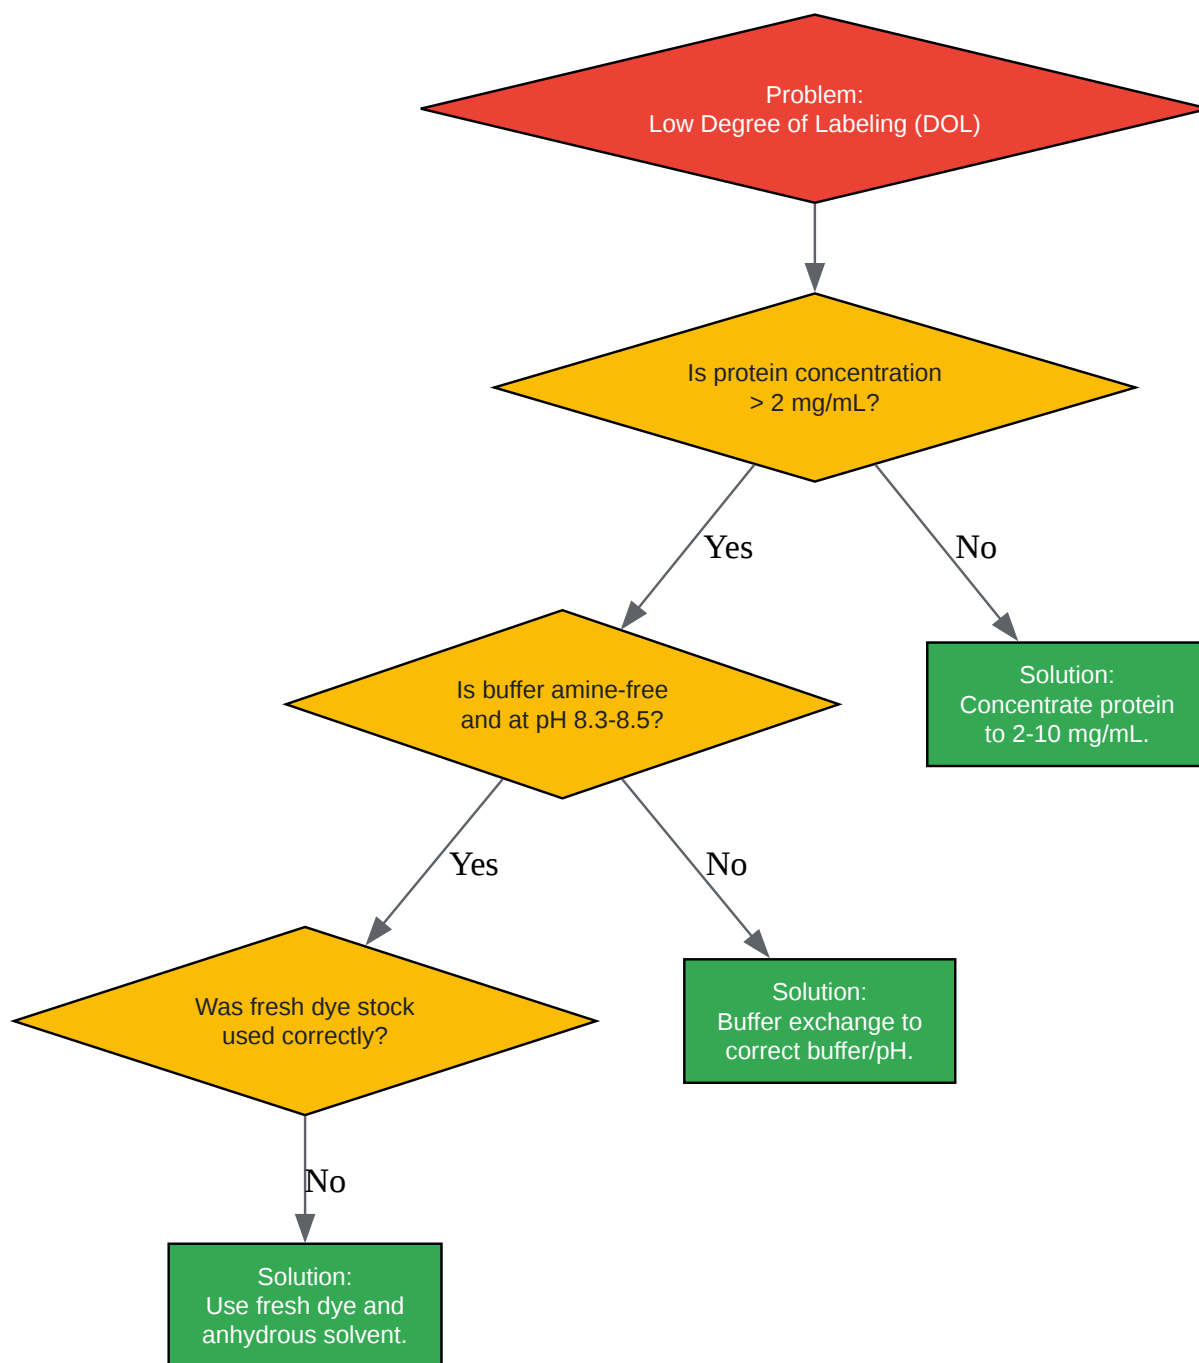 Problem:
Low Degree of Labeling (DOL)
Is protein concentration
> 2 mg/mL?
Yes
No
Is buffer amine-free
and at pH 8.3-8.5?
Solution:
Concentrate protein
to 2-10 mg/mL.
Yes
No
Was fresh dye stock
used correctly?
Solution:
Buffer exchange to
correct buffer/pH.
No
Solution:
Use fresh dye and
anhydrous solvent.